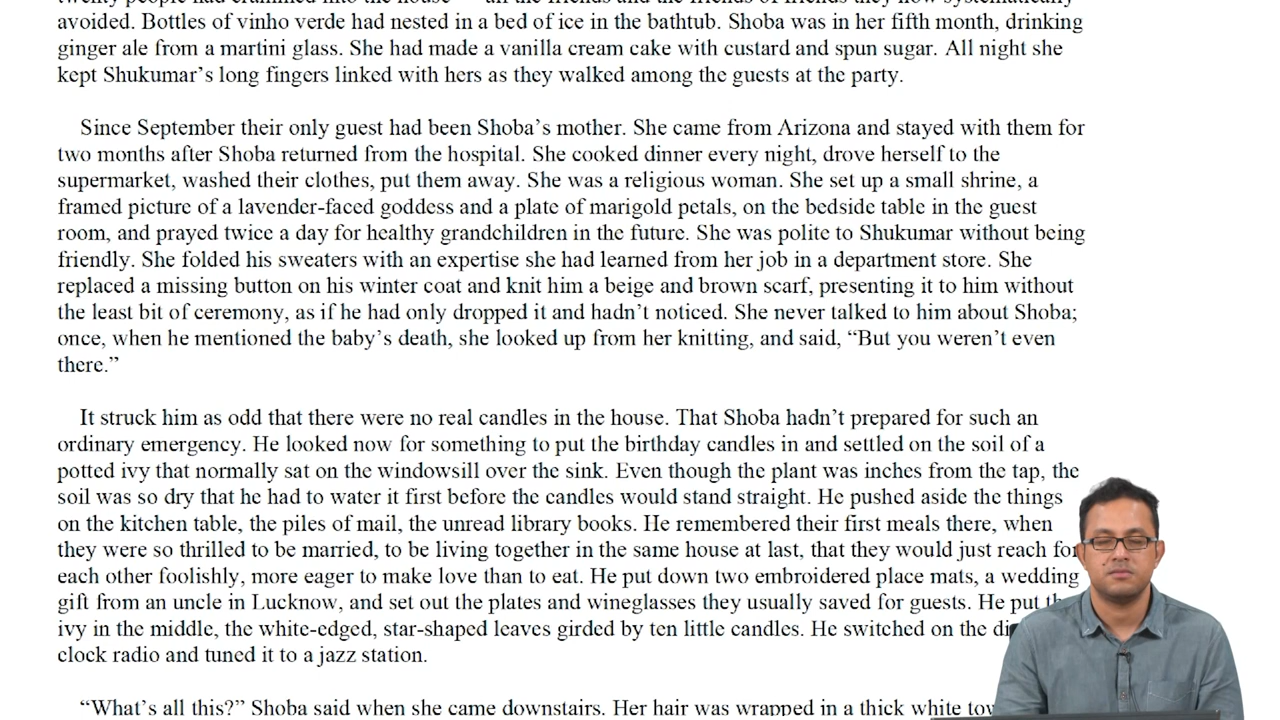 avoided. Bottles of vinho verde had nested in a bed of ice in the bathtub. Shoba was in her fifth month, drinking
ginger ale from a martini glass. She had made a vanilla cream cake with custard and spun sugar. All night she
kept Shukumar’s long fingers linked with hers as they walked among the guests at the party.
Since September their only guest had been Shoba’s mother. She came from Arizona and stayed with them for
two months after Shoba returned from the hospital. She cooked dinner every night, drove herself to the
supermarket, washed their clothes, put them away. She was a religious woman. She set up a small shrine, a
framed picture of a lavender-faced goddess and a plate of marigold petals, on the bedside table in the guest
room, and prayed twice a day for healthy grandchildren in the future. She was polite to Shukumar without being
friendly. She folded his sweaters with an expertise she had learned from her job in a department store. She
replaced a missing button on his winter coat and knit him a beige and brown scarf, presenting it to him without
the least bit of ceremony, as if he had only dropped it and hadn’t noticed. She never talked to him about Shoba;
once, when he mentioned the baby’s death, she looked up from her knitting, and said, “But you weren’t even
there.”
It struck him as odd that there were no real candles in the house. That Shoba hadn’t prepared for such an
ordinary emergency. He looked now for something to put the birthday candles in and settled on the soil of a
potted ivy that normally sat on the windowsill over the sink. Even though the plant was inches from the tap, the
soil was so dry that he had to water it first before the candles would stand straight. He pushed aside the things
on the kitchen table, the piles of mail, the unread library books. He remembered their first meals there, when
they were so thrilled to be married, to be living together in the same house at last, that they would just reach for
each other foolishly, more eager to make love than to eat. He put down two embroidered place mats, a wedding
gift from an uncle in Lucknow, and set out the plates and wineglasses they usually saved for guests. He put
ivy in the middle, the white-edged, star-shaped leaves girded by ten little candles. He switched on the
clock radio and tuned it to a jazz station.
“What’s all this?” Shoba said when she came downstairs. Her hair was wrapped in a thick white